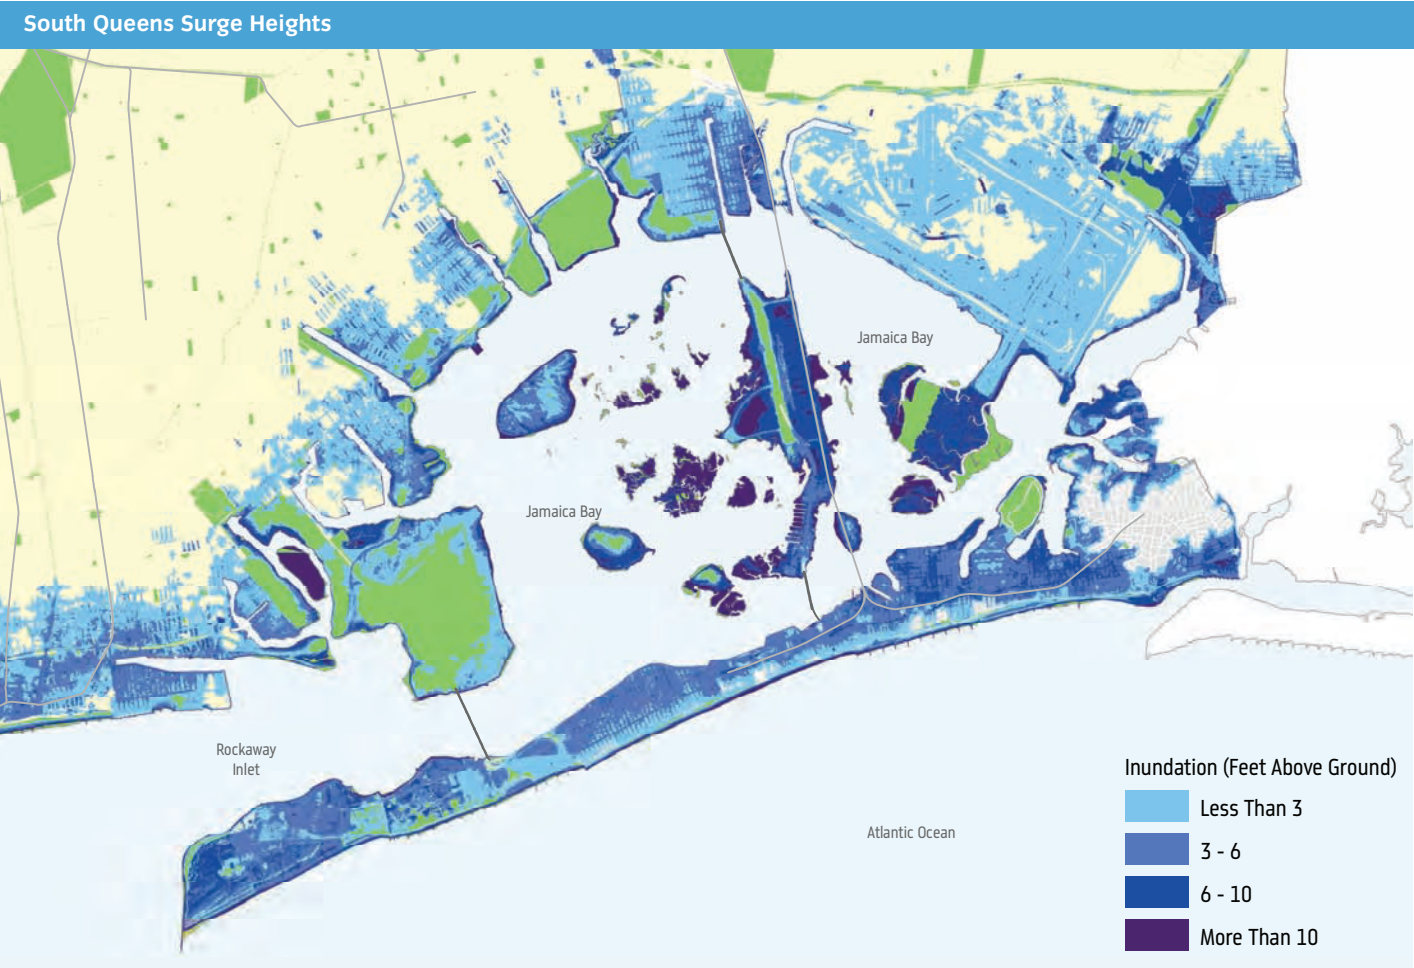 South Queens Surge Heights
Jamaica Bay
Jamaica Bay
Rockaway
Inlet
Atlantic Ocean
Inundation (Feet Above Ground)
Less Than 3
3 - 6
6 - 10
More Than 10